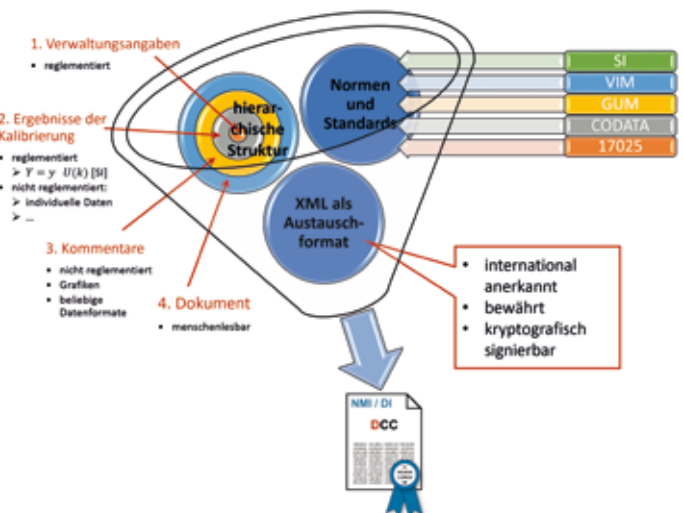 1. Verwaltungsangaben
▪ reglementiert
2. Ergebnisse der
Kalibrierung
▪ reglementiert
➢ Y = y U(k) [SI]
▪ nicht reglementiert:
➢ individuelle Daten
➢ ...
3. Kommentare
▪ nicht reglementiert
▪ Grafiken
▪ beliebige
Datenformate
4. Dokument
▪ menschenlesbar
hierar-
chische
Struktur
Normen
und
Standards
XML als
Austausch-
format
SI
VIM
GUM
CODATA
17025
• international
anerkannt
• bewährt
• kryptografisch
signierbar
NMI / DI
DCC